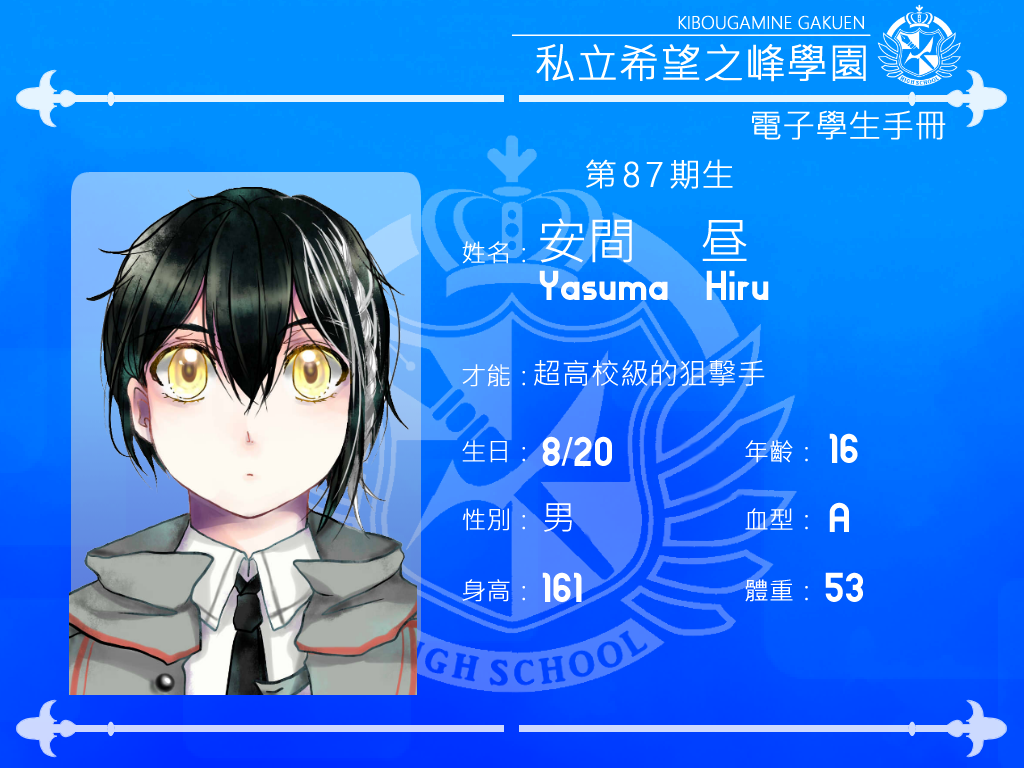 KIBOUGAMINE GAKUEN
私立希望之峰學園
HIGH SCHOOL
電子學生手冊
第87期生
姓名：安間 昼
Yasuma Hiru
才能：超高校級的狙擊手
生日：8/20 年齡：16
性別：男 血型：A
身高：161 體重：53
HIGH SCHOOL